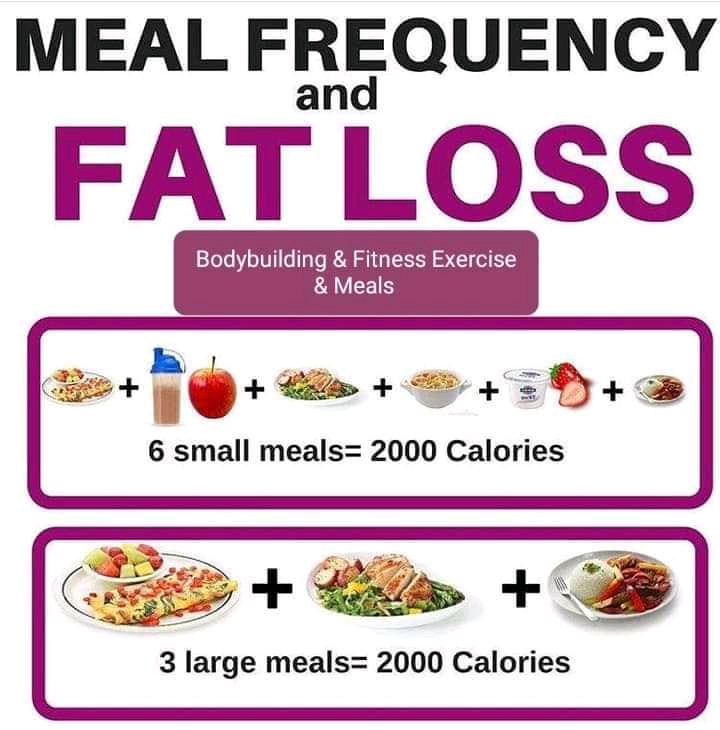 MEAL FREQUENCY
and
FAT LOSS
Bodybuilding & Fitness Exercise
& Meals
+ + + + +
6 small meals= 2000 Calories
+ +
3 large meals= 2000 Calories